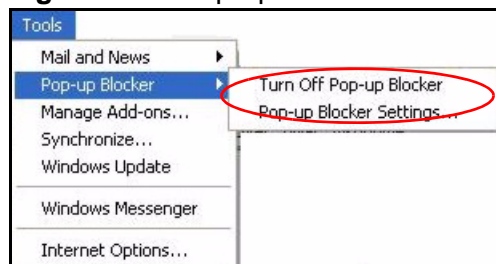 Tools
Mail and News
Pop-up Blocker
Turn Off Pop-up Blocker
Manage Add-ons...
Pop-up Blocker Settings...
Synchronize...
Windows Update
Windows Messenger
Internet Options...